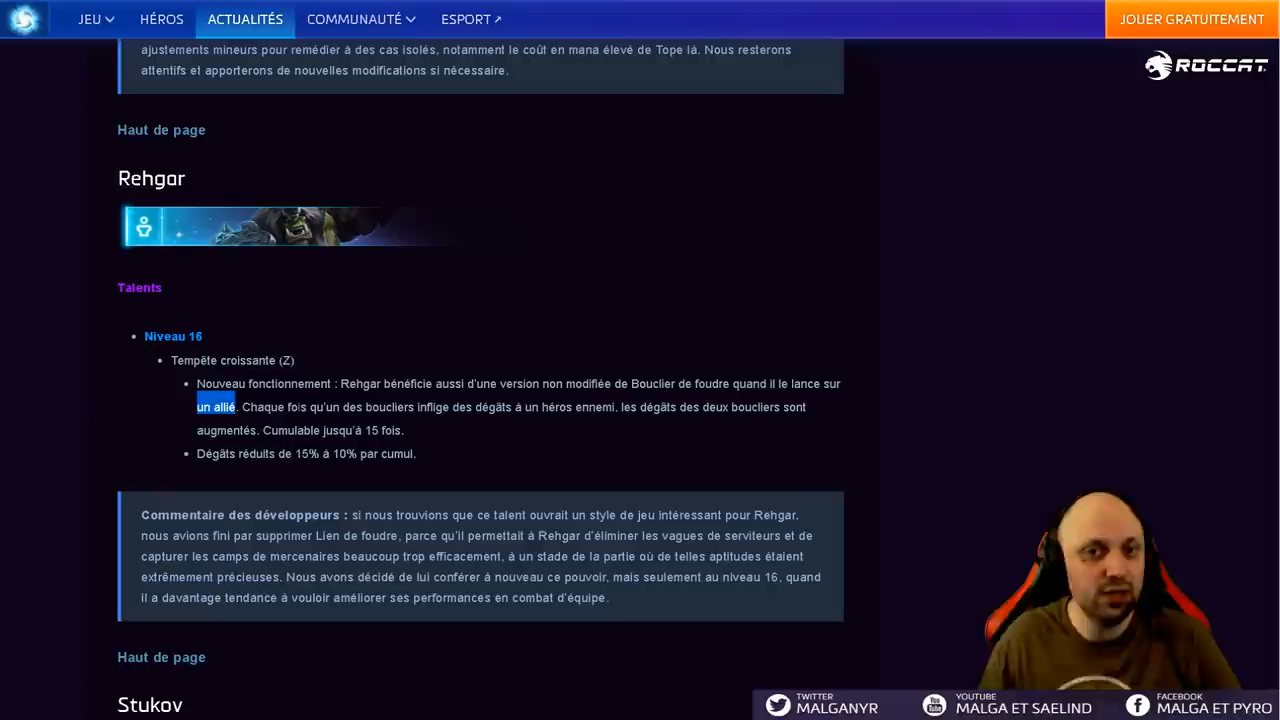 JEU HÉROS ACTUALITÉS COMMUNAUTÉ ESPORT JOUER GRATUITEMENT
ajustements mineurs pour remédier à des cas isolés, notamment le coût en mana élevé de Tope là. Nous resterons
attentifs et apporterons de nouvelles modifications si nécessaire.
ROCCAT
Haut de page
Rehgar
Talents
Niveau 16
Tempête croissante (Z)
Nouveau fonctionnement : Rehgar bénéficie aussi d'une version non modifiée de Bouclier de foudre quand il le lance sur
un allié. Chaque fois qu'un des boucliers inflige des dégâts à un héros ennemi, les dégâts des deux boucliers sont
augmentés. Cumulable jusqu'à 15 fois.
Dégâts réduits de 15% à 10% par cumul.
Commentaire des développeurs : si nous trouvions que ce talent ouvrait un style de jeu intéressant pour Rehgar,
nous avions fini par supprimer Lien de foudre, parce qu'il permettait à Rehgar d'éliminer les vagues de serviteurs et de
capturer les camps de mercenaires beaucoup trop efficacement, à un stade de la partie où de telles aptitudes étaient
extrêmement précieuses. Nous avons décidé de lui conférer à nouveau ce pouvoir, mais seulement au niveau 16, quand
il a davantage tendance à vouloir améliorer ses performances en combat d'équipe.
Haut de page
Stukov
TWITTER
MALGANYR
YOUTUBE
MALGA ET SAELIND
FACEBOOK
MALGA ET PYRO